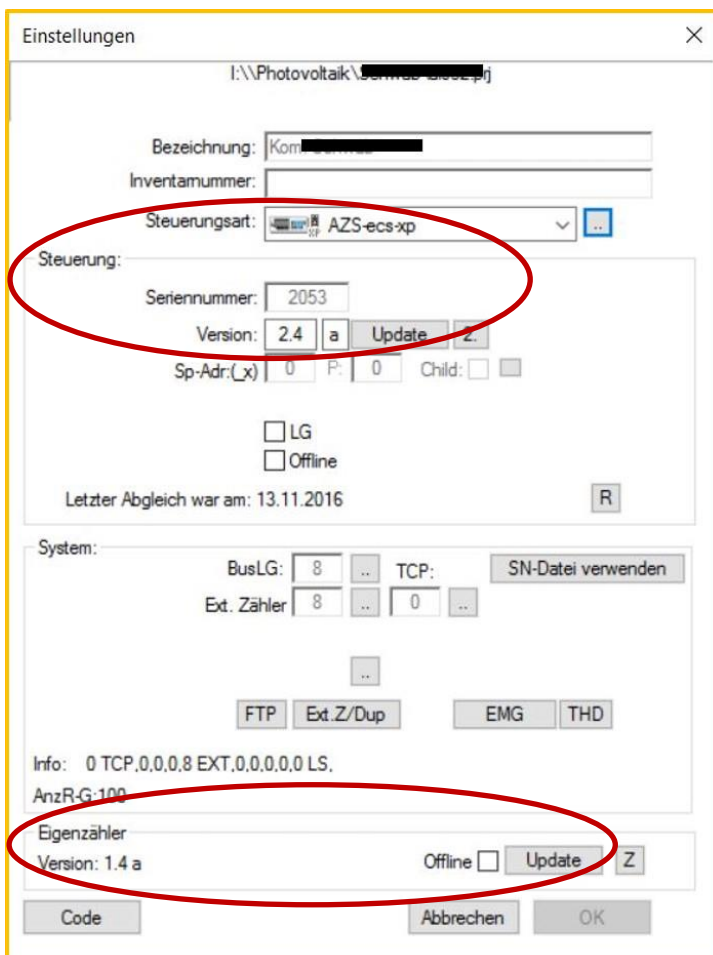 Einstellungen
I:\\Photovoltaik\
Bezeichnung: Kom.
Inventarnummer:
Steuerungsart: XP AZS-ecs-xp ..
Steuerung:
Seriennummer: 2053
Version: 2.4 a Update 2.
Sp-Adr:(_x) 0 P: 0 Child:
LG
Offline
Letzter Abgleich war am: 13.11.2016 R
System:
BusLG: 8 .. TCP: SN-Datei verwenden
Ext. Zähler 8 .. 0 ..
..
FTP Ext.Z/Dup EMG THD
Info: 0 TCP,0,0,0,8 EXT,0,0,0,0,0 LS,
AnzR-G:100
Eigenzähler
Version: 1.4 a Offline Update Z
Code Abbrechen OK